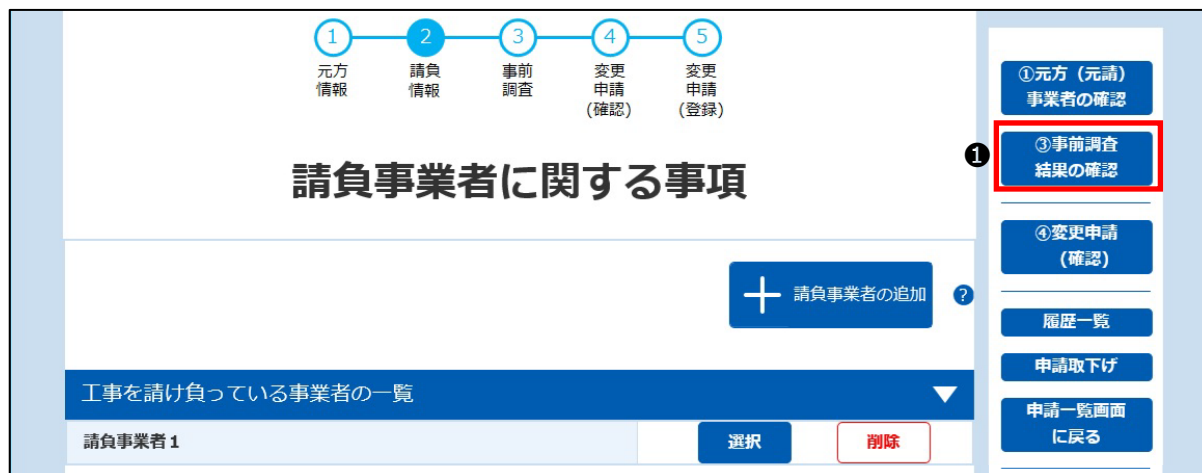 1
2
3
4
5
元方
情報
請負
情報
事前
調査
変更
申請
(確認)
変更
申請
(登録)
請負事業者に関する事項
請負事業者の追加
?
工事を請け負っている事業者の一覧
請負事業者1
選択
削除
①元方(元請)
事業者の確認
❶
③事前調査
結果の確認
④変更申請
(確認)
履歴一覧
申請取下げ
申請一覧画面
に戻る